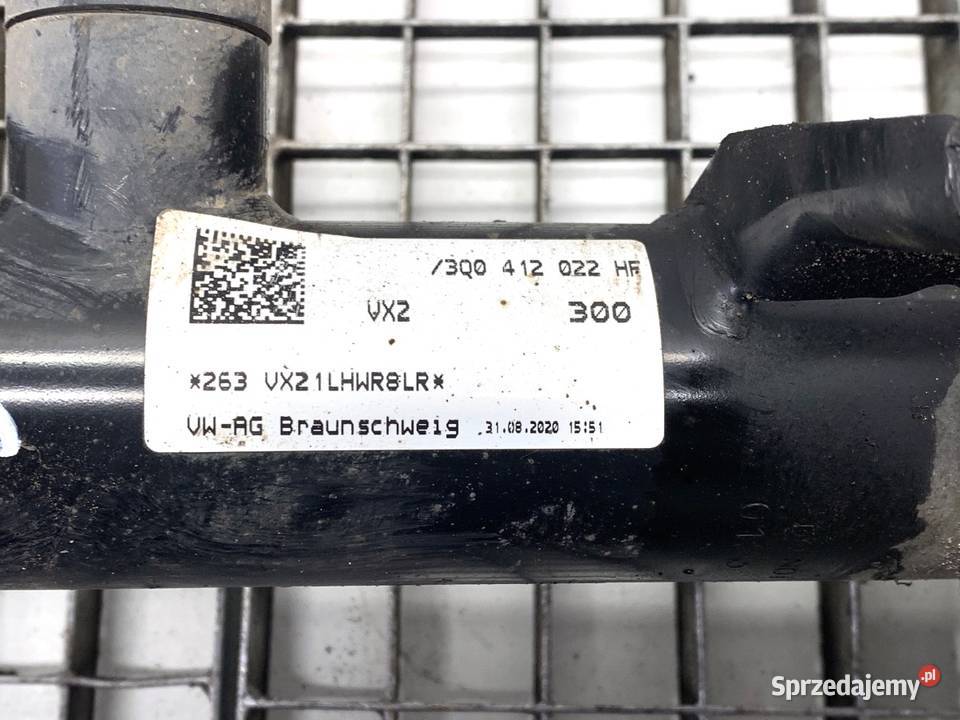 /3Q0 412 022 HF
VX2 300
*263 VX21LHWR8LR*
VW-AG Braunschweig 31.08.2020 15:51
Sprzedajemy.pl